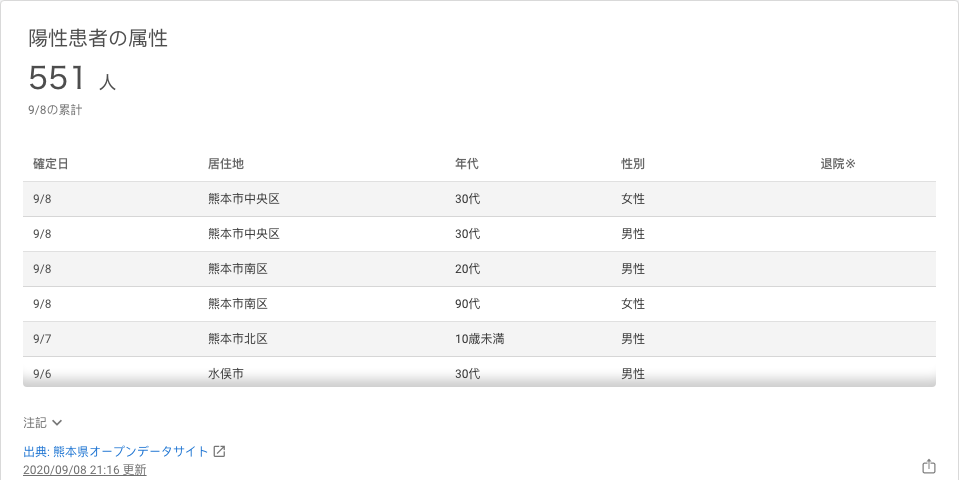 陽性患者の属性
551 人
9/8の累計
確定日 居住地 年代 性別 退院※
9/8 熊本市中央区 30代 女性
9/8 熊本市中央区 30代 男性
9/8 熊本市南区 20代 男性
9/8 熊本市南区 90代 女性
9/7 熊本市北区 10歳未満 男性
9/6 水俣市 30代 男性
注記
出典: 熊本県オープンデータサイト
2020/09/08 21:16 更新